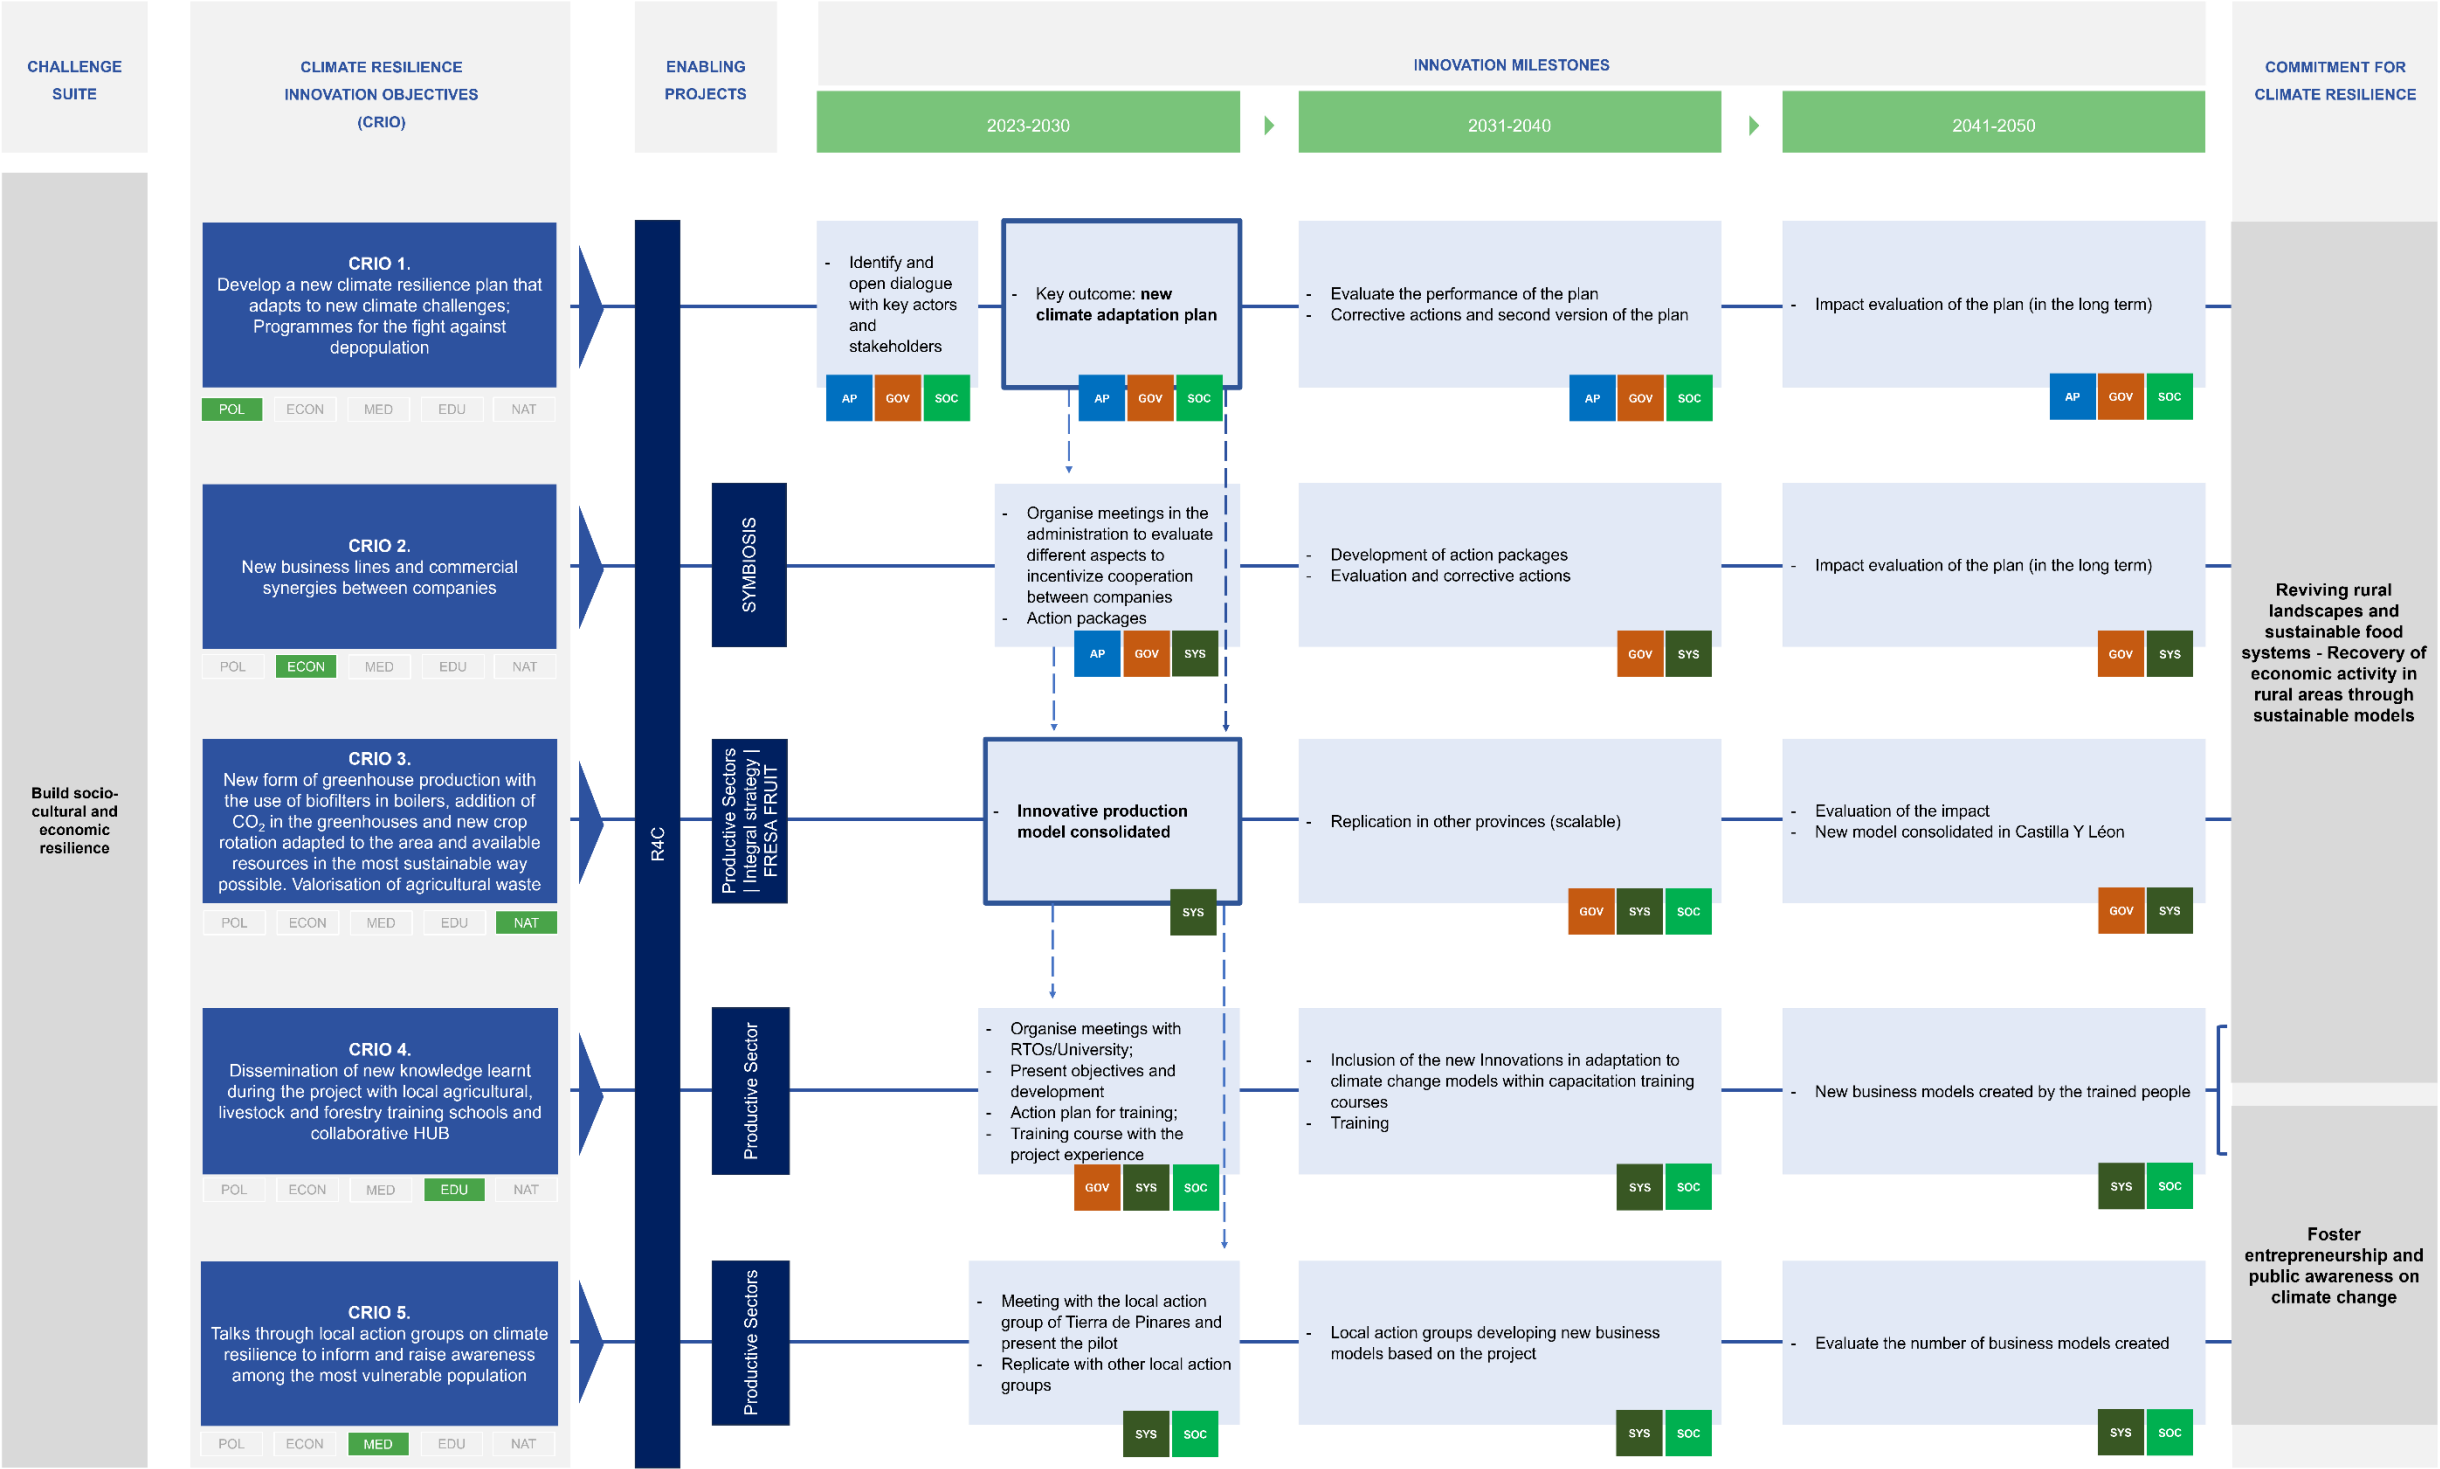 CHALLENGE
SUITE
CLIMATE RESILIENCE
INNOVATION OBJECTIVES
(CRIO)
ENABLING
PROJECTS
INNOVATION MILESTONES
2023-2030
2031-2040
2041-2050
COMMITMENT FOR
CLIMATE RESILIENCE
Build socio-
cultural and
economic
resilience
R4C
CRIO 1.
Develop a new climate resilience plan that
adapts to new climate challenges;
Programmes for the fight against
depopulation
POL ECON MED EDU NAT
- Identify and
open dialogue
with key actors
and
stakeholders
AP GOV SOC
- Key outcome: new
climate adaptation plan
AP GOV SOC
- Evaluate the performance of the plan
- Corrective actions and second version of the plan
AP GOV SOC
- Impact evaluation of the plan (in the long term)
AP GOV SOC
CRIO 2.
New business lines and commercial
synergies between companies
POL ECON MED EDU NAT
SYMBIOSIS
- Organise meetings in the
administration to evaluate
different aspects to
incentivize cooperation
between companies
- Action packages
AP GOV SYS
- Development of action packages
- Evaluation and corrective actions
GOV SYS
- Impact evaluation of the plan (in the long term)
GOV SYS
Reviving rural
landscapes and
sustainable food
systems - Recovery of
economic activity in
rural areas through
sustainable models
CRIO 3.
New form of greenhouse production with
the use of biofilters in boilers, addition of
CO2 in the greenhouses and new crop
rotation adapted to the area and available
resources in the most sustainable way
possible. Valorisation of agricultural waste
POL ECON MED EDU NAT
Productive Sectors
| Integral strategy |
FRESA FRUIT
- Innovative production
model consolidated
SYS
- Replication in other provinces (scalable)
GOV SYS SOC
- Evaluation of the impact
- New model consolidated in Castilla Y Léon
GOV SYS
CRIO 4.
Dissemination of new knowledge learnt
during the project with local agricultural,
livestock and forestry training schools and
collaborative HUB
POL ECON MED EDU NAT
Productive Sector
- Organise meetings with
RTOs/University;
- Present objectives and
development
- Action plan for training;
- Training course with the
project experience
GOV SYS SOC
- Inclusion of the new Innovations in adaptation to
climate change models within capacitation training
courses
- Training
SYS SOC
- New business models created by the trained people
SYS SOC
Foster
entrepreneurship and
public awareness on
climate change
CRIO 5.
Talks through local action groups on climate
resilience to inform and raise awareness
among the most vulnerable population
POL ECON MED EDU NAT
Productive Sectors
- Meeting with the local action
group of Tierra de Pinares and
present the pilot
- Replicate with other local action
groups
SYS SOC
- Local action groups developing new business
models based on the project
SYS SOC
- Evaluate the number of business models created
SYS SOC